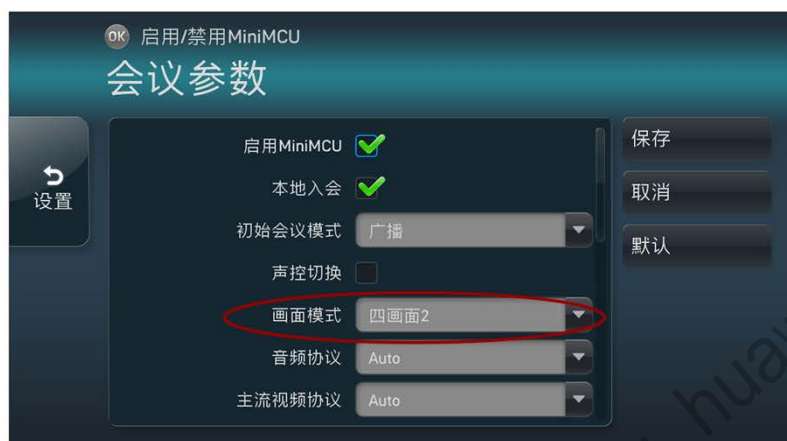 OK 启用/禁用MiniMCU
会议参数
设置
启用MiniMCU
本地入会
初始会议模式 广播
声控切换
画面模式 四画面2
音频协议 Auto
主流视频协议 Auto
保存
取消
默认